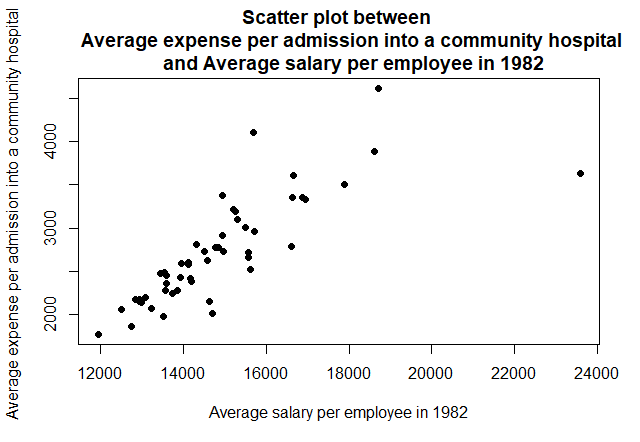 Scatter plot between
Average expense per admission into a community hospital
and Average salary per employee in 1982
Average expense per admission into a community hospital
4000
3000
2000
12000 14000 16000 18000 20000 22000 24000
Average salary per employee in 1982